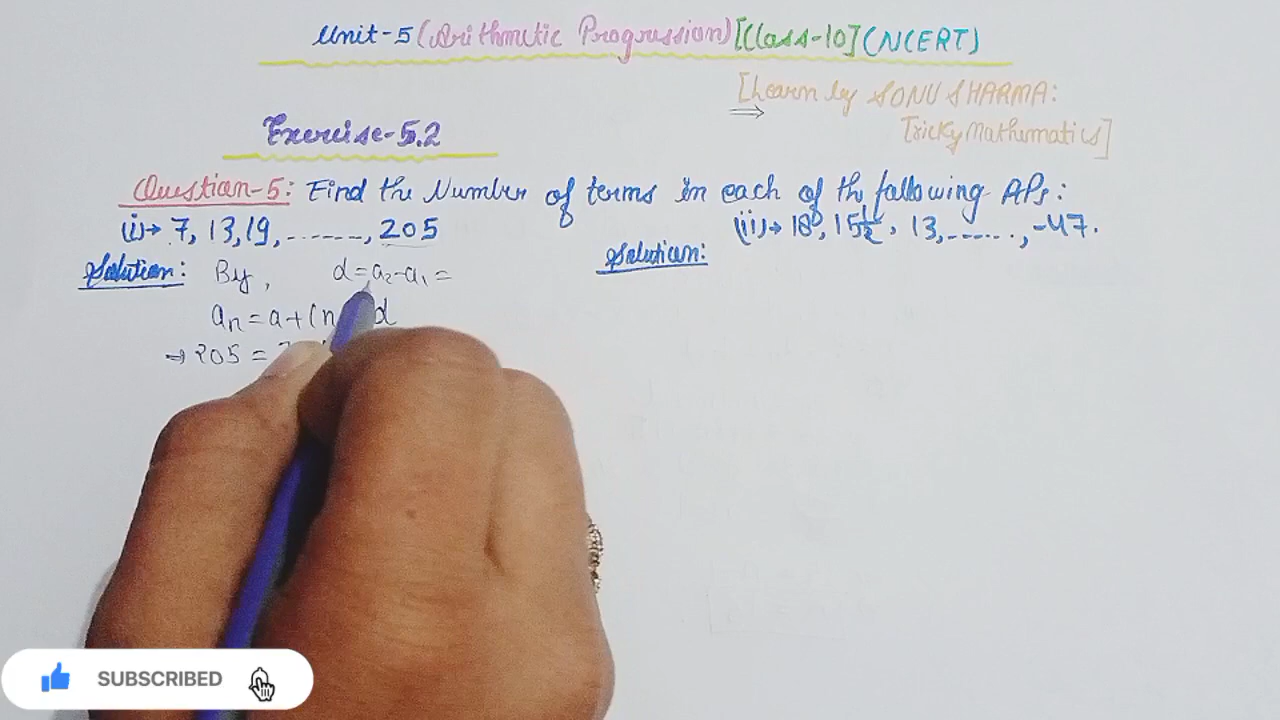 Unit-5 (Arithmetic Progression) [Class-10] (NCERT)
⇒ [Learn by SONU SHARMA:
Tricky Mathematics]
Exercise-5.2
Question-5: Find the Number of terms in each of th following APs:
(i)→ 7, 13, 19, ......., 205
(ii)→ 18, 15½, 13, ......., -47.
Solution: By, d = a₂-a₁ =
Solution:
aₙ = a+(n d
⇒ 205 =
SUBSCRIBED